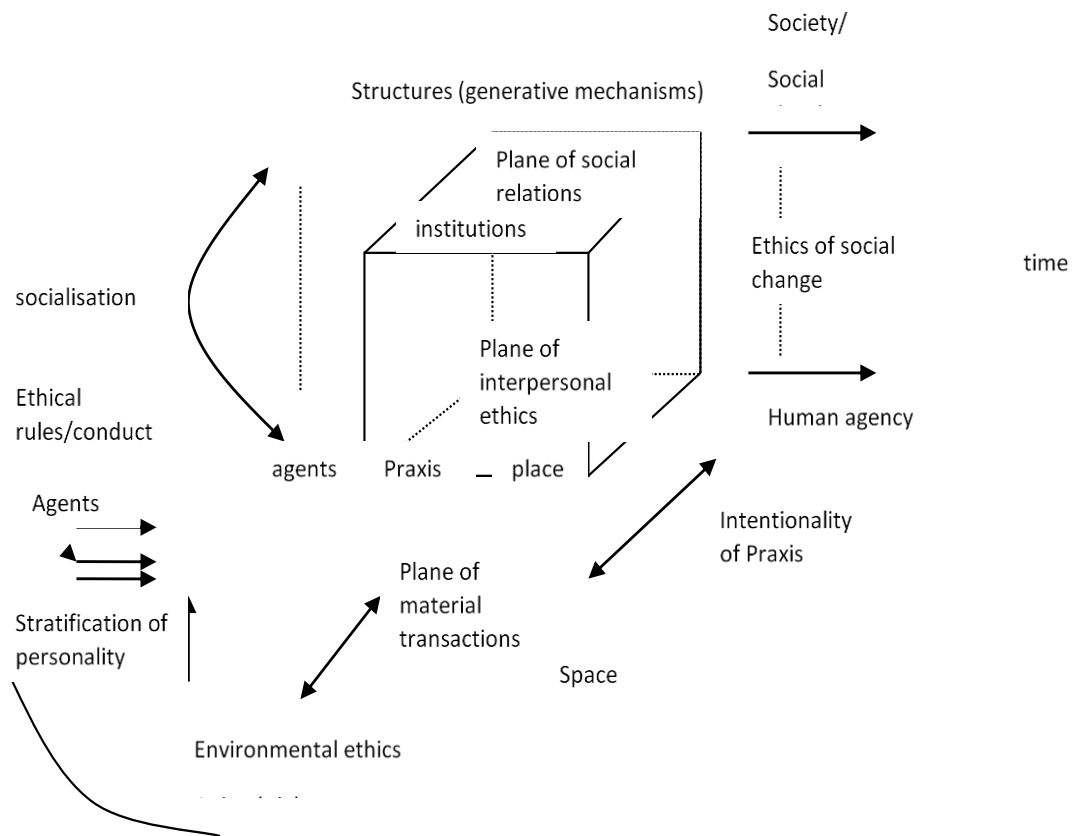 Society/
Social
Structures (generative mechanisms)
Plane of social
relations
institutions
Ethics of social
change
time
socialisation
Plane of
interpersonal
ethics
Ethical
rules/conduct
Human agency
agents
Praxis
place
Agents
Intentionality
of Praxis
Plane of
material
transactions
Stratification of
personality
Space
Environmental ethics